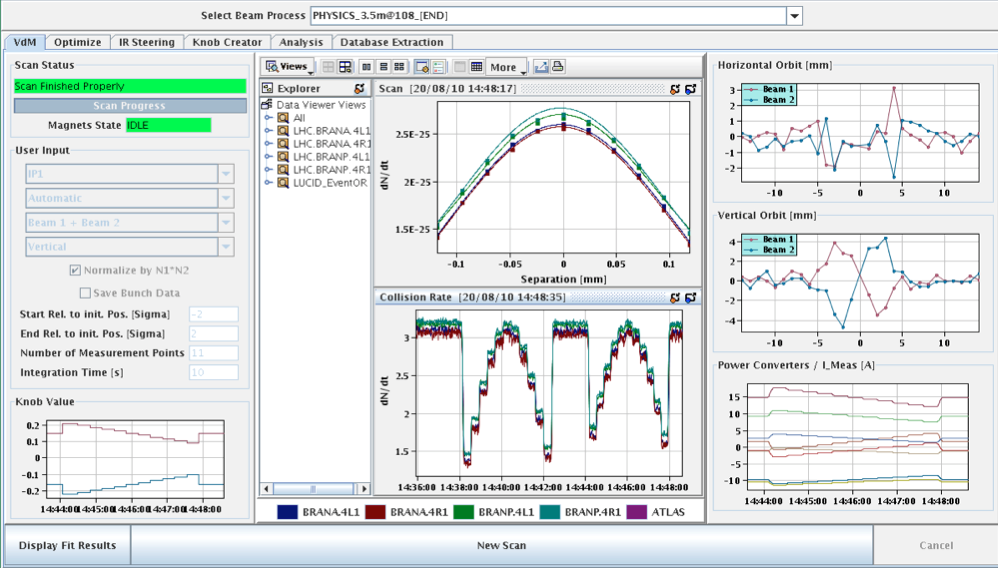 Select Beam Process PHYSICS_3.5m@108_[END]
VdM Optimize IR Steering Knob Creator Analysis Database Extraction
Scan Status
Scan Finished Properly
Scan Progress
Magnets State IDLE
User Input
IP1
Automatic
Beam 1 + Beam 2
Vertical
Normalize by N1*N2
Save Bunch Data
Start Rel. to init. Pos. [Sigma] -2
End Rel. to init. Pos. [Sigma] 2
Number of Measurement Points 11
Integration Time [s] 10
Knob Value
0.2
0.1
0
-0.1
-0.2
14:44:00 14:45:00 14:46:00 14:47:00 14:48:00
Views More
Explorer
Data Viewer Views
All
LHC.BRANA.4L1
LHC.BRANA.4R1
LHC.BRANP.4L1
LHC.BRANP.4R1
LUCID_EventOR
Scan [20/08/10 14:48:17]
dN/dt
2.5E-25
2E-25
1.5E-25
-0.1 -0.05 0 0.05 0.1
Separation [mm]
Collision Rate [20/08/10 14:48:35]
dN/dt
3
2.5
2
1.5
14:36:00 14:38:00 14:40:00 14:42:00 14:44:00 14:46:00 14:48:00
BRANA.4L1 BRANA.4R1 BRANP.4L1 BRANP.4R1 ATLAS
Horizontal Orbit [mm]
Beam 1
Beam 2
3
2
1
0
-1
-2
-10 -5 0 5 10
Vertical Orbit [mm]
Beam 1
Beam 2
4
2
0
-2
-4
-10 -5 0 5 10
Power Converters / I_Meas [A]
15
10
5
0
-5
-10
14:44:00 14:45:00 14:46:00 14:47:00 14:48:00
Display Fit Results New Scan Cancel